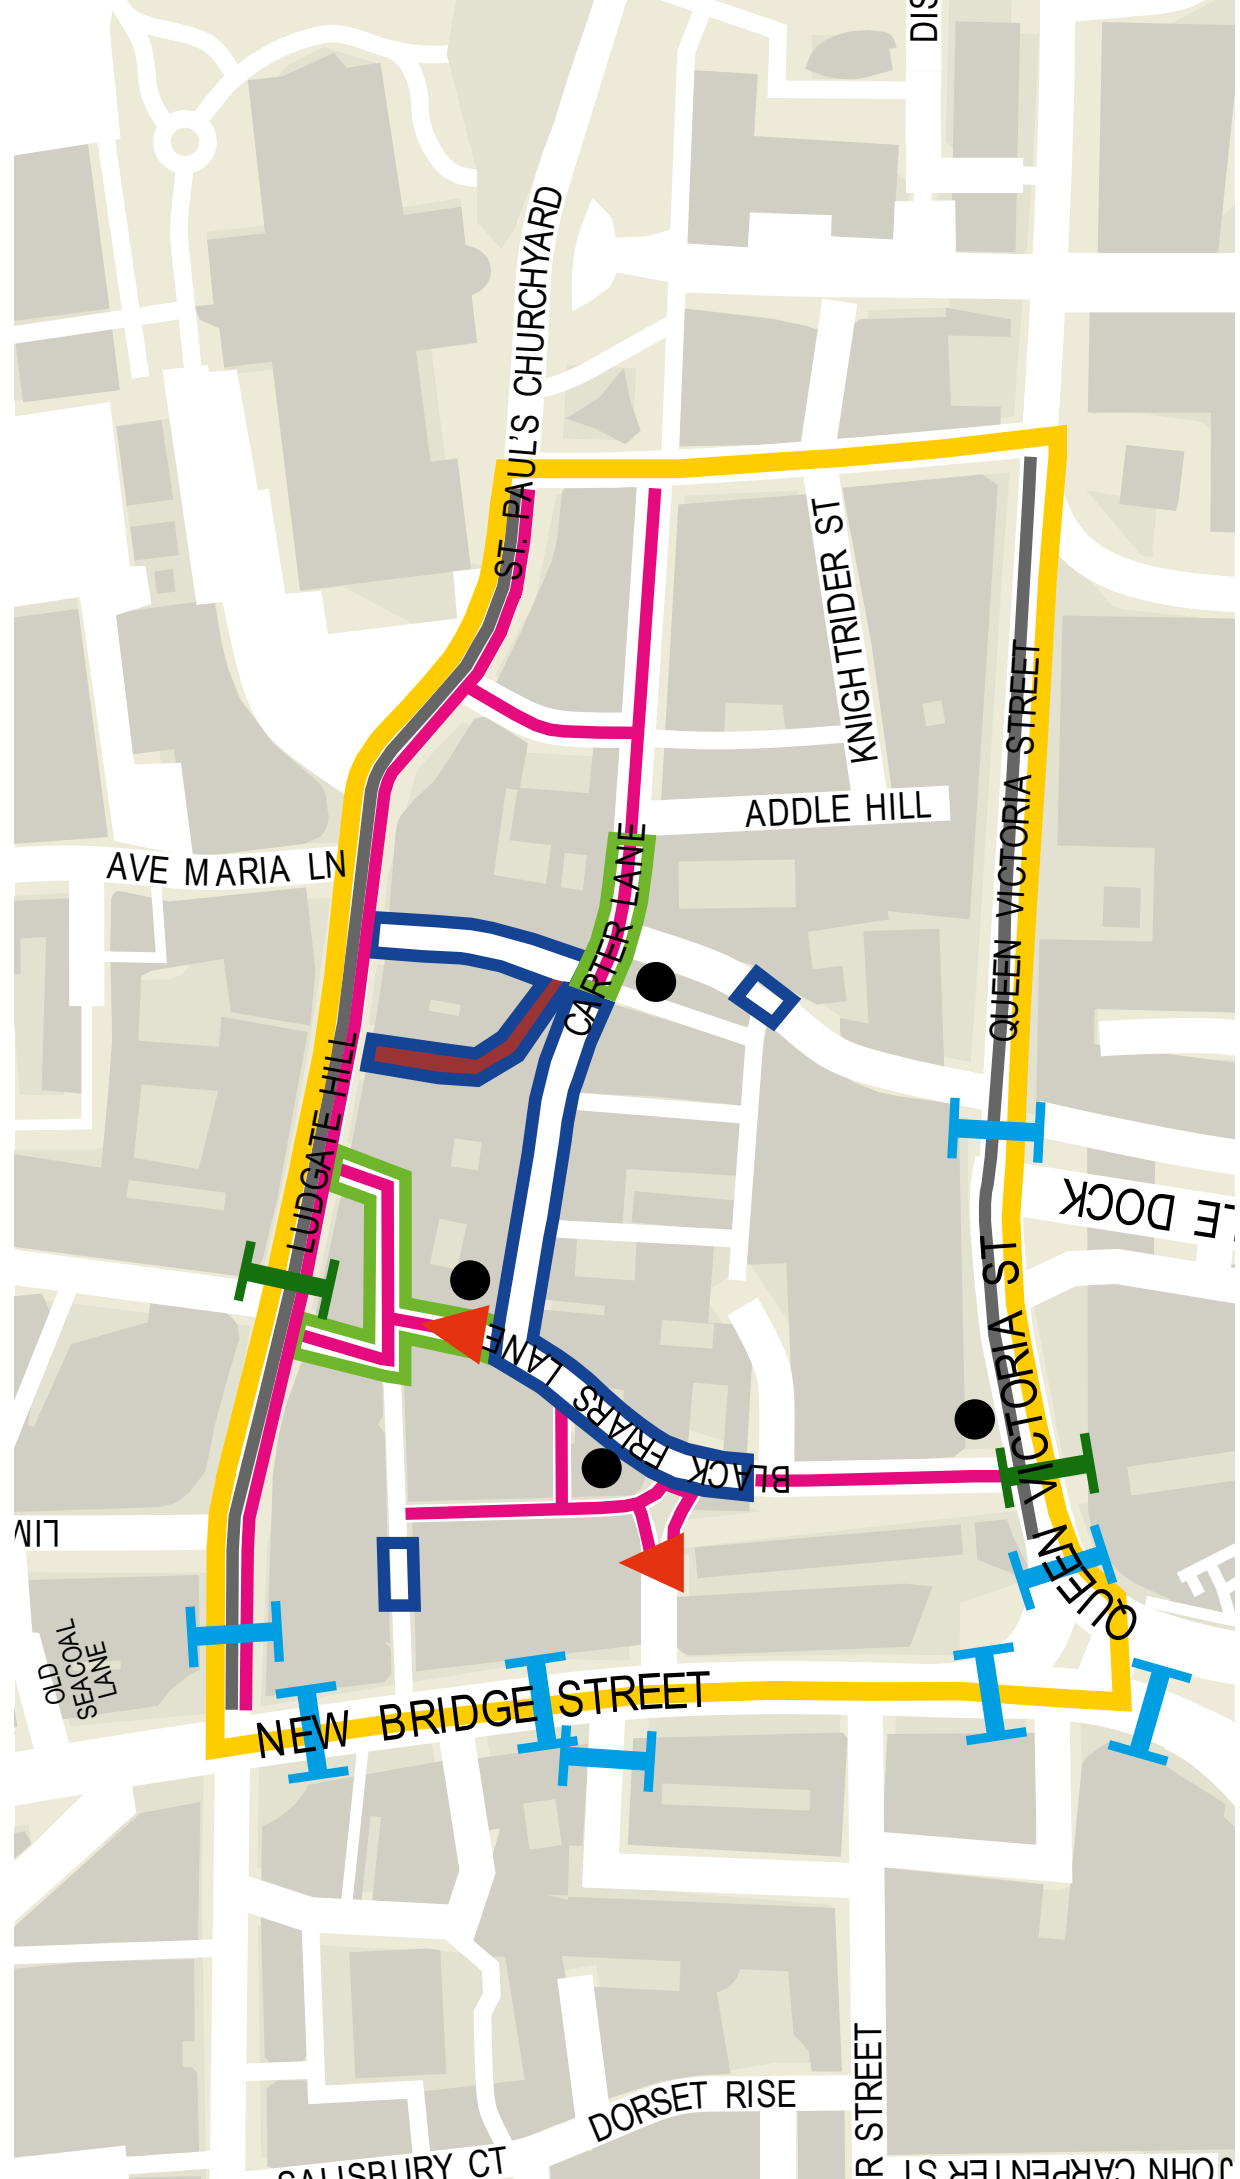 DIS
ST. PAUL'S CHURCHYARD
KNIGHTRIDER ST
QUEEN VICTORIA STREET
ADDLE HILL
AVE MARIA LN
CARTER LANE
LUDGATE HILL
LE DOCK
QUEEN VICTORIA ST
BLACK FRIARS LANE
LIM
OLD
SEACOAL
LANE
NEW BRIDGE STREET
DORSET RISE
R STREET
SALISBURY CT
JOHN CARPENTER ST